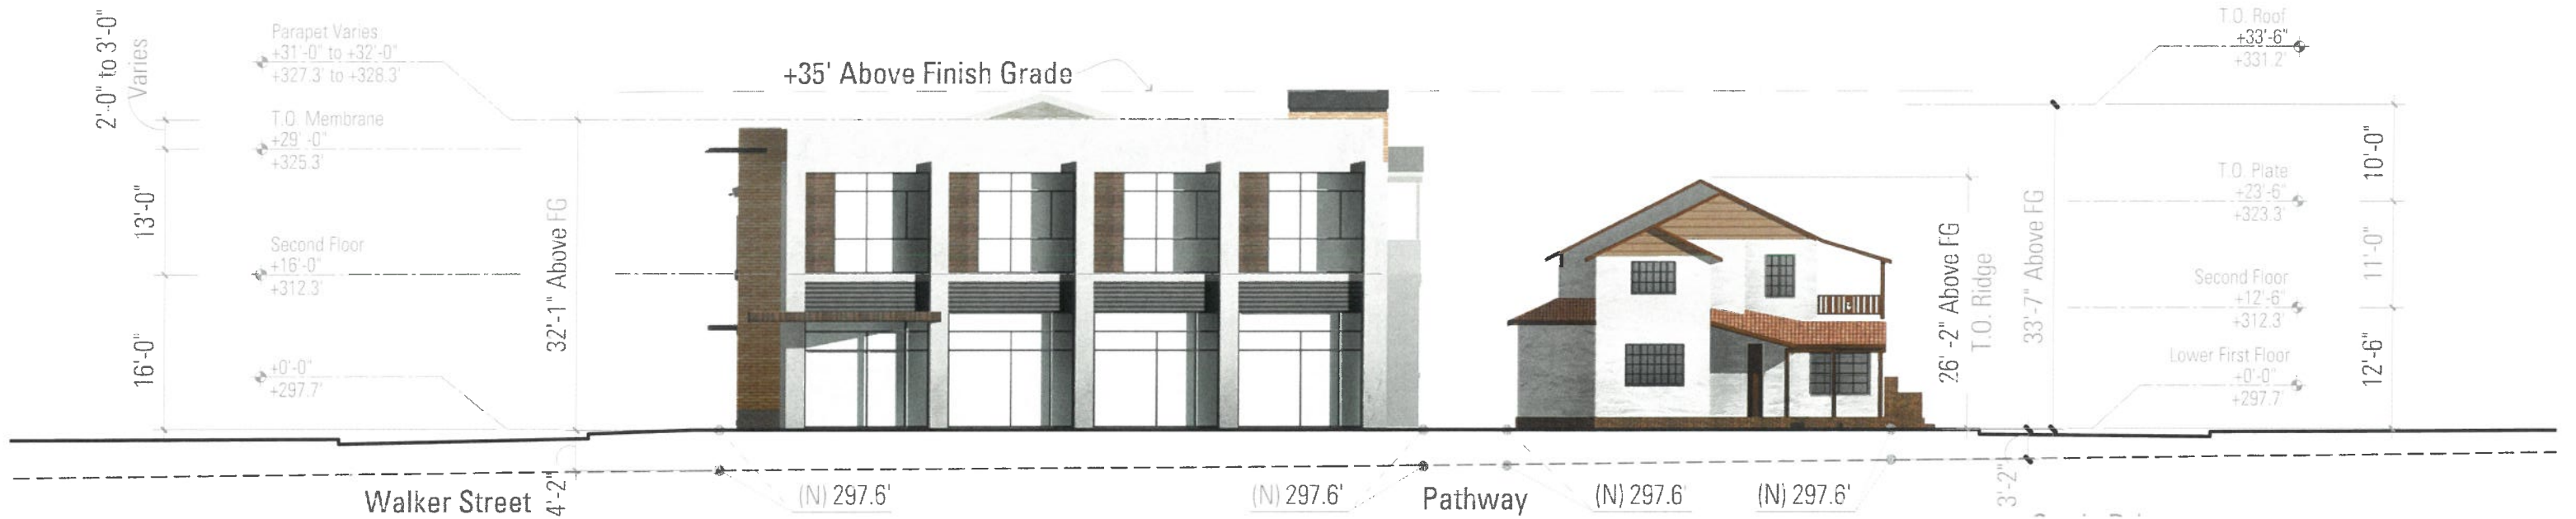 2'-0" to 3'-0"
Varies
Parapet Varies
+31'-0" to +32'-0"
+327.3' to +328.3'
T.O. Membrane
+29'-0"
+325.3'
13'-0"
Second Floor
+16'-0"
+312.3'
16'-0"
+0'-0"
+297.7'
32'-1" Above FG
4'-2"
+35' Above Finish Grade
Walker Street
(N) 297.6'
(N) 297.6'
Pathway
(N) 297.6'
(N) 297.6'
26'-2" Above FG
T.O. Ridge
33'-7" Above FG
3'-2"
T.O. Roof
+33'-6"
+331.2'
10'-0"
T.O. Plate
+23'-6"
+323.3'
11'-0"
Second Floor
+12'-6"
+312.3'
12'-6"
Lower First Floor
+0'-0"
+297.7'